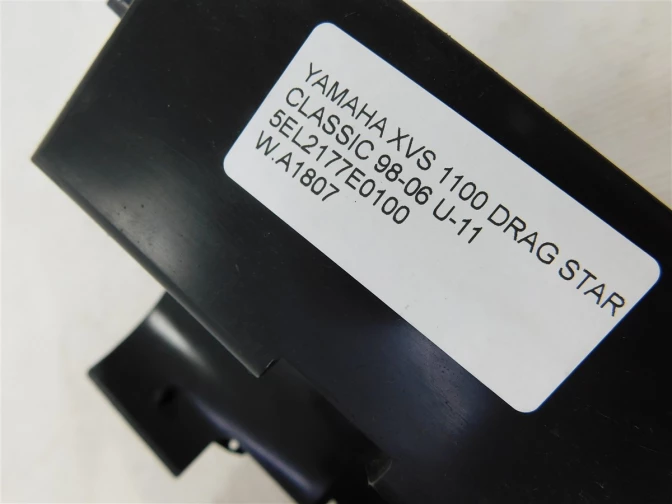 YAMAHA XVS 1100 DRAG STAR
CLASSIC 98-06 U-11
5EL2177E0100
W.A1807